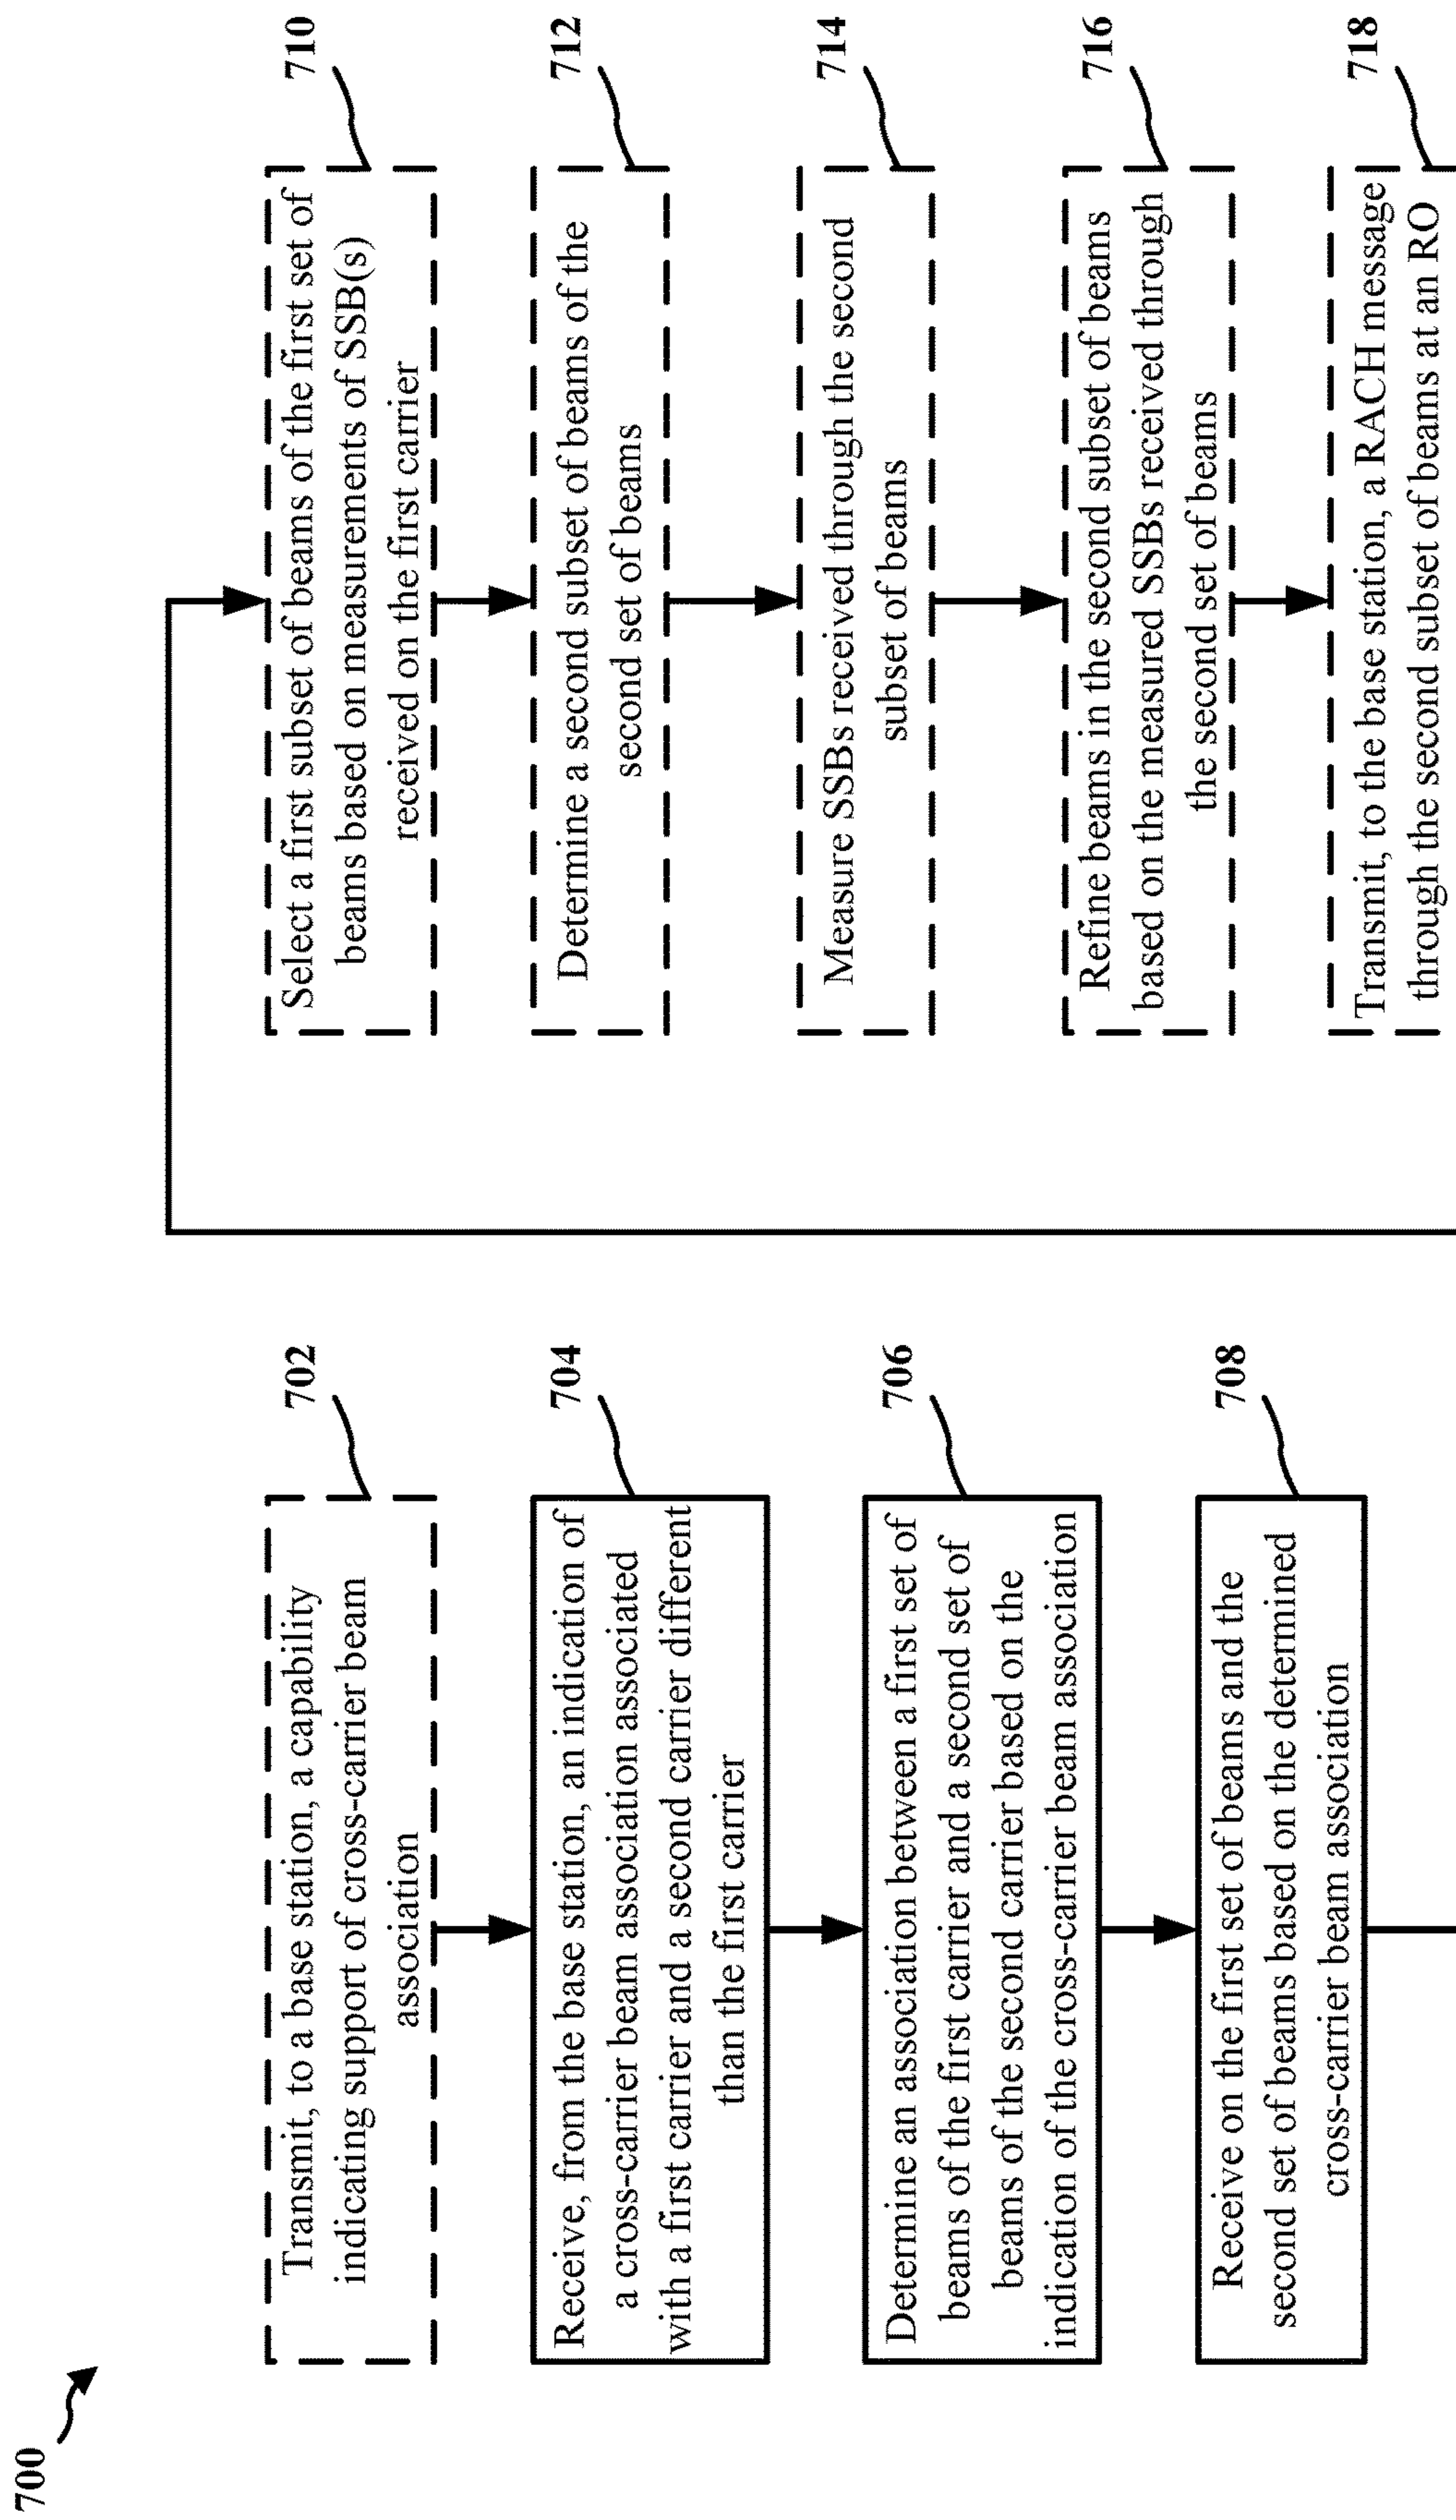 700
702
Transmit, to a base station, a capability
indicating support of cross-carrier beam
association
704
Receive, from the base station, an indication of
a cross-carrier beam association associated
with a first carrier and a second carrier different
than the first carrier
706
Determine an association between a first set of
beams of the first carrier and a second set of
beams of the second carrier based on the
indication of the cross-carrier beam association
708
Receive on the first set of beams and the
second set of beams based on the determined
cross-carrier beam association
710
Select a first subset of beams of the first set of
beams based on measurements of SSB(s)
received on the first carrier
712
Determine a second subset of beams of the
second set of beams
714
Measure SSBs received through the second
subset of beams
716
Refine beams in the second subset of beams
based on the measured SSBs received through
the second set of beams
718
Transmit, to the base station, a RACH message
through the second subset of beams at an RO